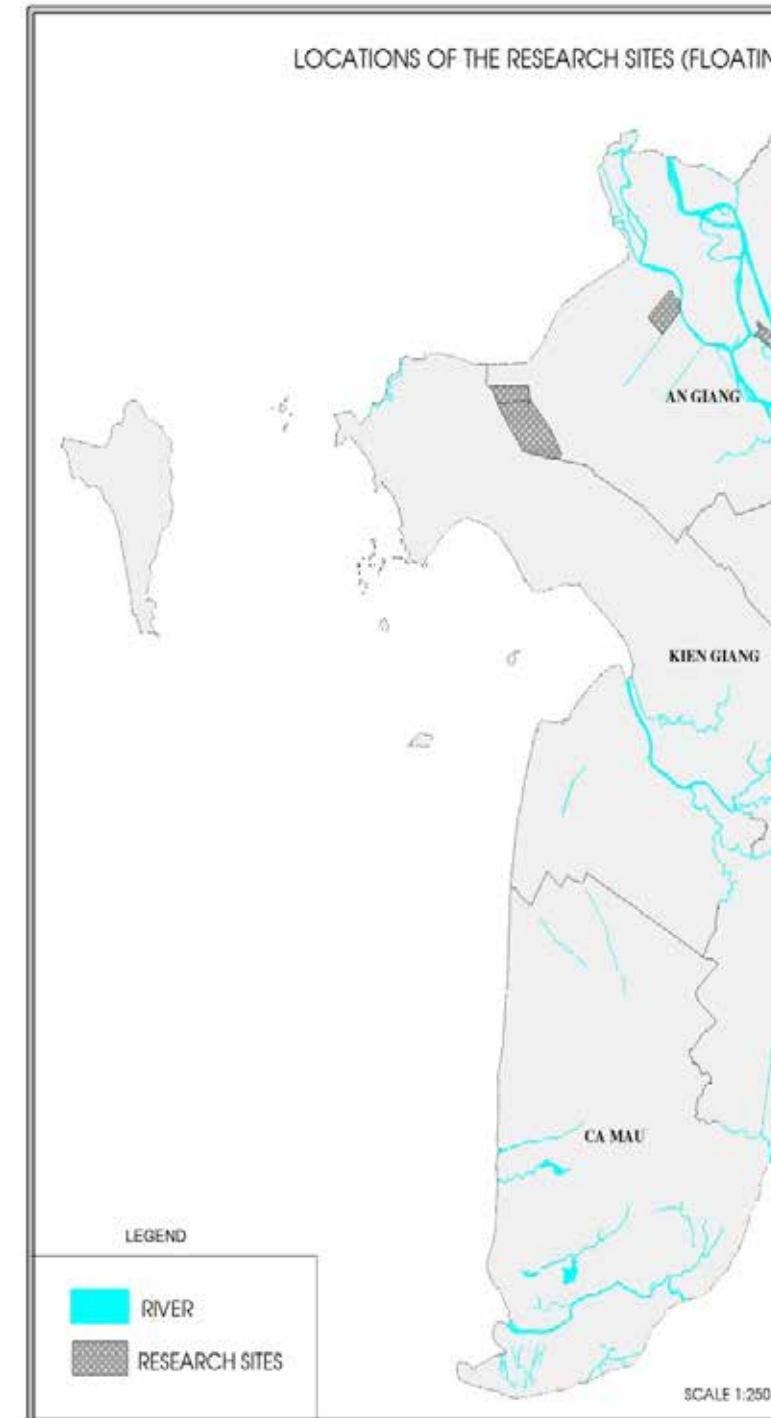 LOCATIONS OF THE RESEARCH SITES (FLOATIN
AN GIANG
KIEN GIANG
CA MAU
LEGEND
RIVER
RESEARCH SITES
SCALE 1:250